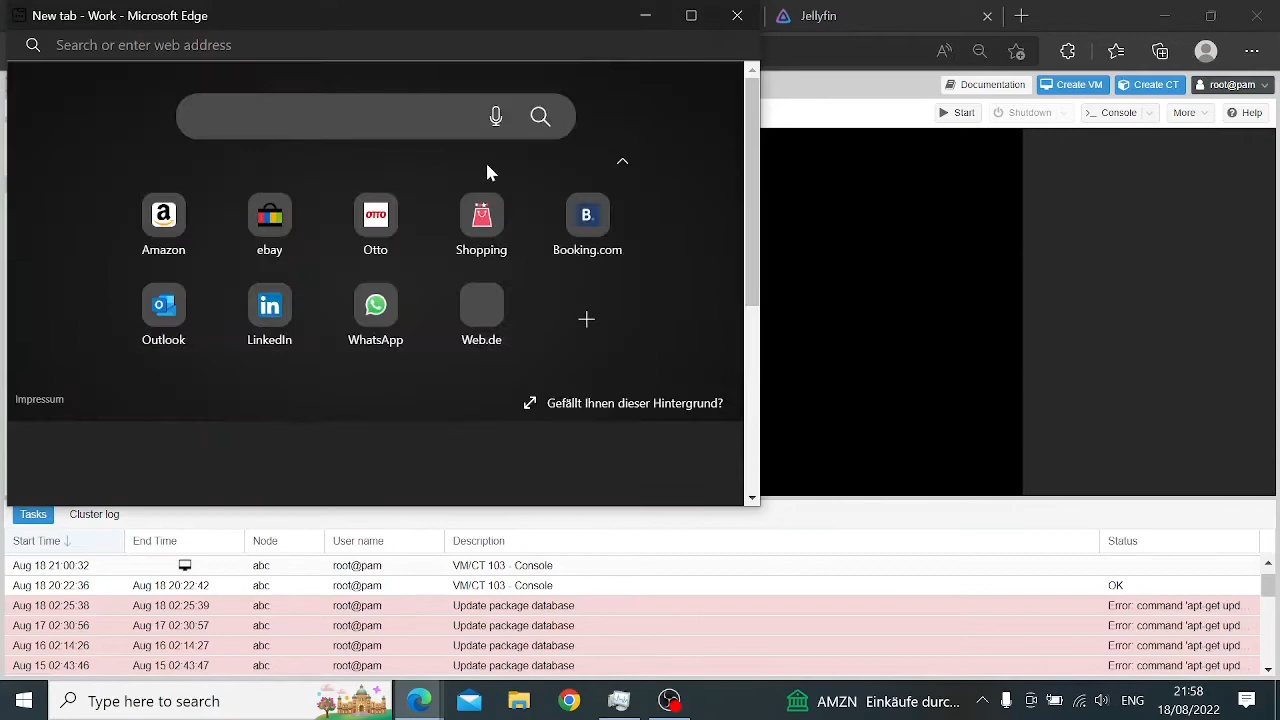 New tab - Work - Microsoft Edge
Jellyfin
Search or enter web address
Documentation
Create VM
Create CT
root@pam
Start
Shutdown
Console
More
Help
Amazon
ebay
OTTO
Otto
Shopping
B.
Booking.com
Outlook
in
LinkedIn
WhatsApp
Web.de
Impressum
Gefällt Ihnen dieser Hintergrund?
Tasks
Cluster log
Start Time End Time Node User name Description Status
Aug 18 21:00:32 abc root@pam VM/CT 103 - Console
Aug 18 20:22:36 Aug 18 20:22:42 abc root@pam VM/CT 103 - Console OK
Aug 18 02:25:38 Aug 18 02:25:39 abc root@pam Update package database Error: command 'apt-get upd...
Aug 17 02:30:56 Aug 17 02:30:57 abc root@pam Update package database Error: command 'apt-get upd...
Aug 16 02:14:26 Aug 16 02:14:27 abc root@pam Update package database Error: command 'apt-get upd...
Aug 15 02:43:46 Aug 15 02:43:47 abc root@pam Update package database Error: command 'apt-get upd...
Type here to search
AMZN Einkäufe durc...
ENG
21:58
18/08/2022